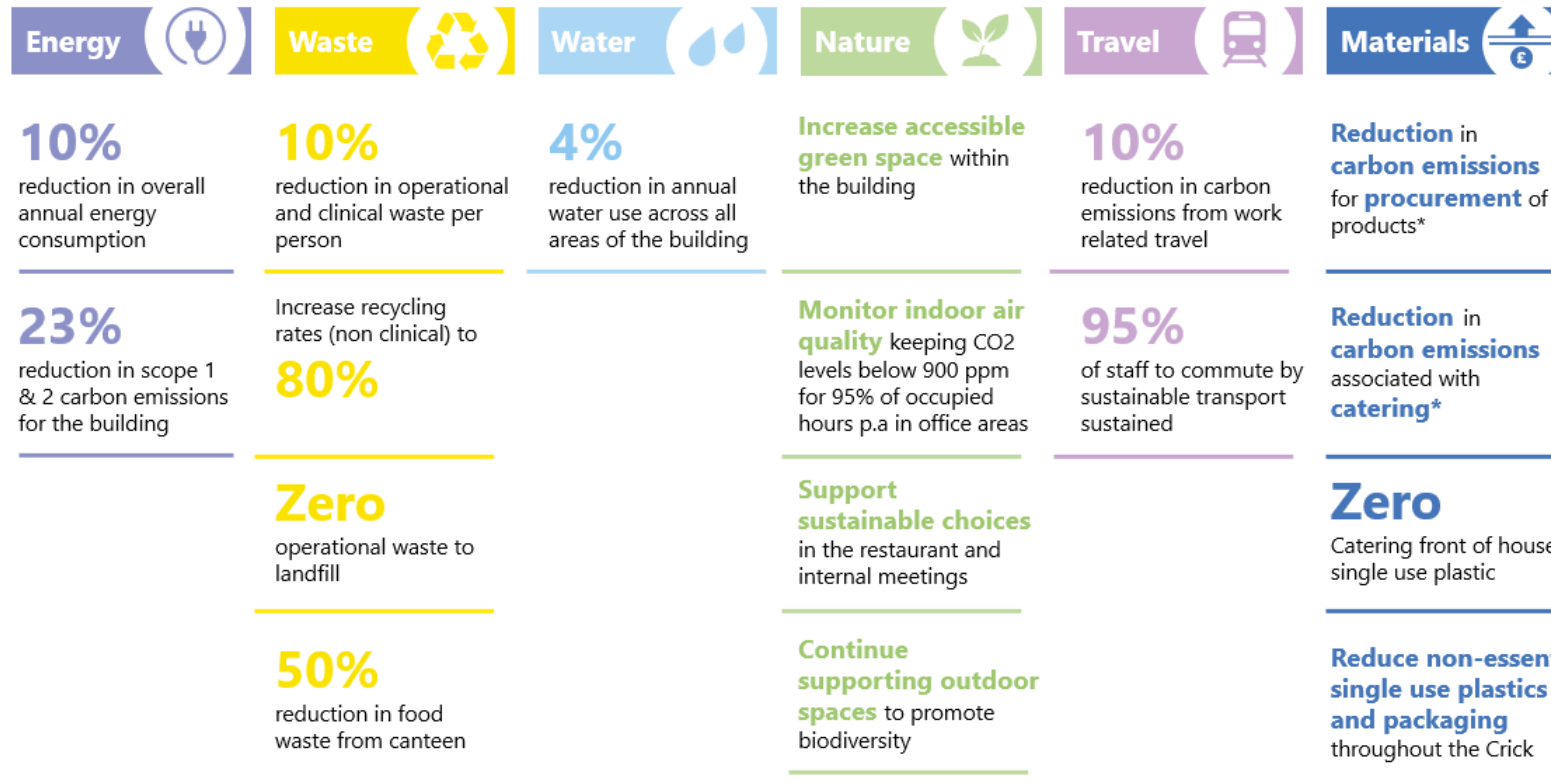 Energy
10%
reduction in overall
annual energy
consumption
23%
reduction in scope 1
& 2 carbon emissions
for the building
Waste
10%
reduction in operational
and clinical waste per
person
Increase recycling
rates (non clinical) to
80%
Zero
operational waste to
landfill
50%
reduction in food
waste from canteen
Water
4%
reduction in annual
water use across all
areas of the building
Nature
Increase accessible
green space within
the building
Monitor indoor air
quality keeping CO2
levels below 900 ppm
for 95% of occupied
hours p.a in office areas
Support
sustainable choices
in the restaurant and
internal meetings
Continue
supporting outdoor
spaces to promote
biodiversity
Travel
10%
reduction in carbon
emissions from work
related travel
95%
of staff to commute by
sustainable transport
sustained
Materials
£
Reduction in
carbon emissions
for procurement of
products*
Reduction in
carbon emissions
associated with
catering*
Zero
Catering front of house
single use plastic
Reduce
single use plastics
and packaging
throughout the Crick